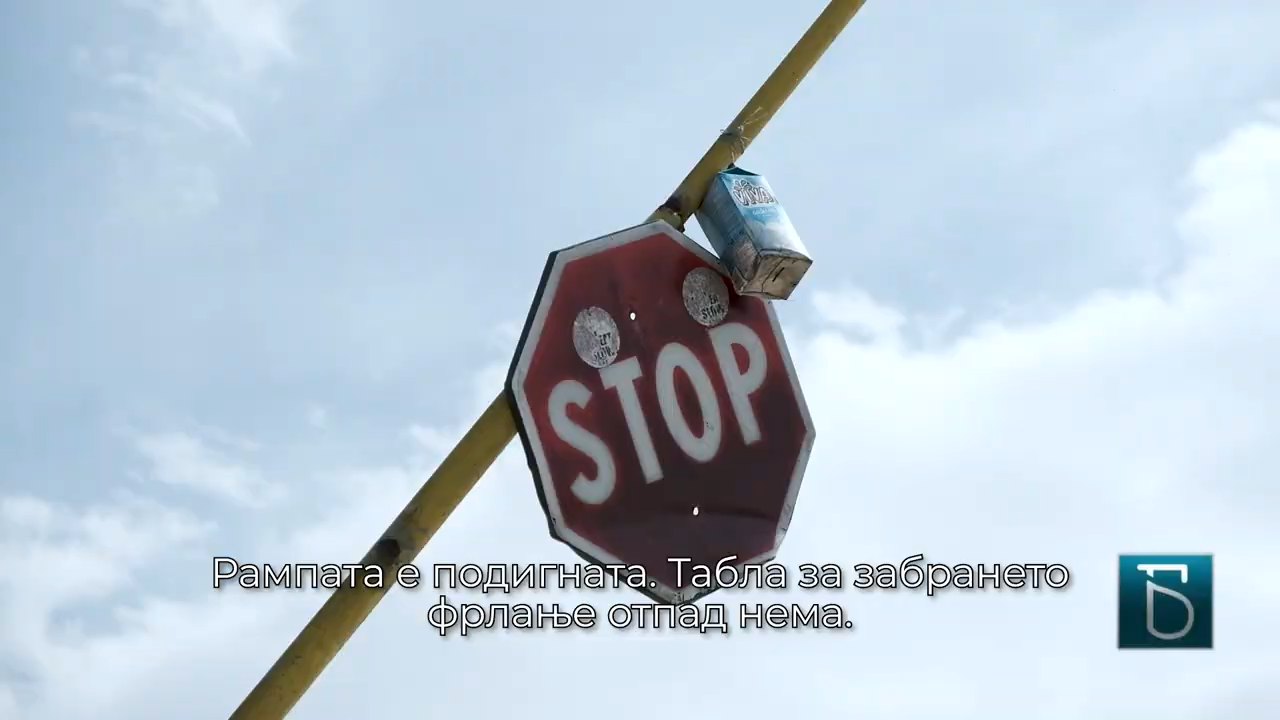 STOP
Рампата е подигната. Табла за забрането
фрлање отпад нема.